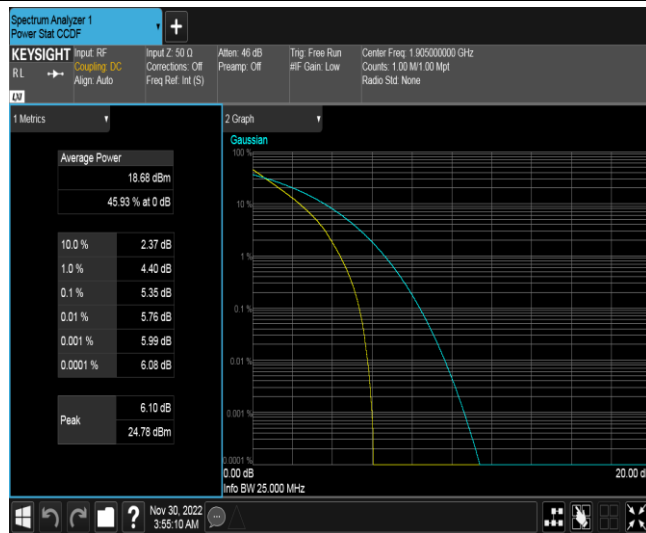 Spectrum Analyzer 1
Power Stat CCDF
KEYSIGHT
RL
LXI
Input: RF
Coupling: DC
Align: Auto
Input Z: 50 Ω
Corrections: Off
Freq Ref: Int (S)
Atten: 46 dB
Preamp: Off
Trig: Free Run
#IF Gain: Low
Center Freq: 1.905000000 GHz
Counts: 1.00 M/1.00 Mpt
Radio Std: None
1 Metrics
Average Power
18.68 dBm
45.93 % at 0 dB
10.0 % 2.37 dB
1.0 % 4.40 dB
0.1 % 5.35 dB
0.01 % 5.76 dB
0.001 % 5.99 dB
0.0001 % 6.08 dB
Peak
6.10 dB
24.78 dBm
2 Graph
Gaussian
100 %
10 %
1 %
0.1 %
0.01 %
0.001 %
0.0001 %
0.00 dB
20.00 d
Info BW 25.000 MHz
?
Nov 30, 2022
3:55:10 AM